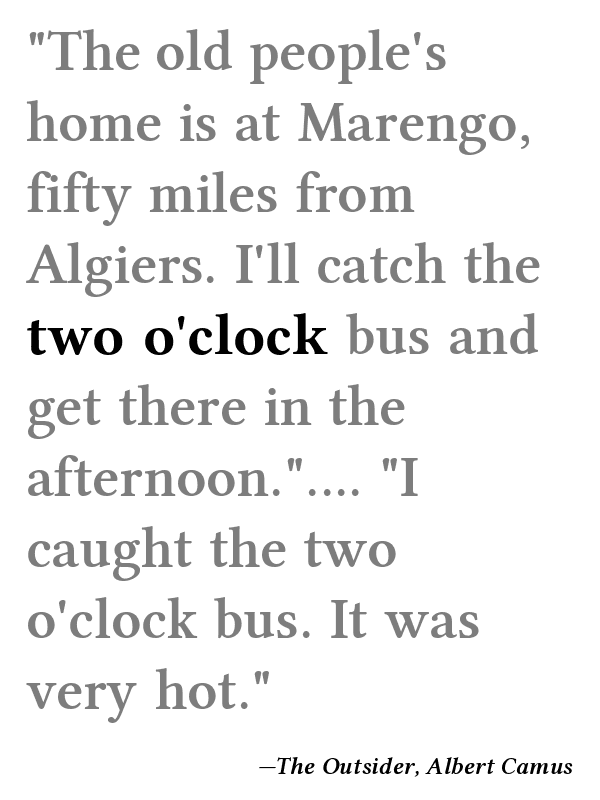 "The old people's
home is at Marengo,
fifty miles from
Algiers. I'll catch the
two o'clock bus and
get there in the
afternoon.".... "I
caught the two
o'clock bus. It was
very hot."
—The Outsider, Albert Camus